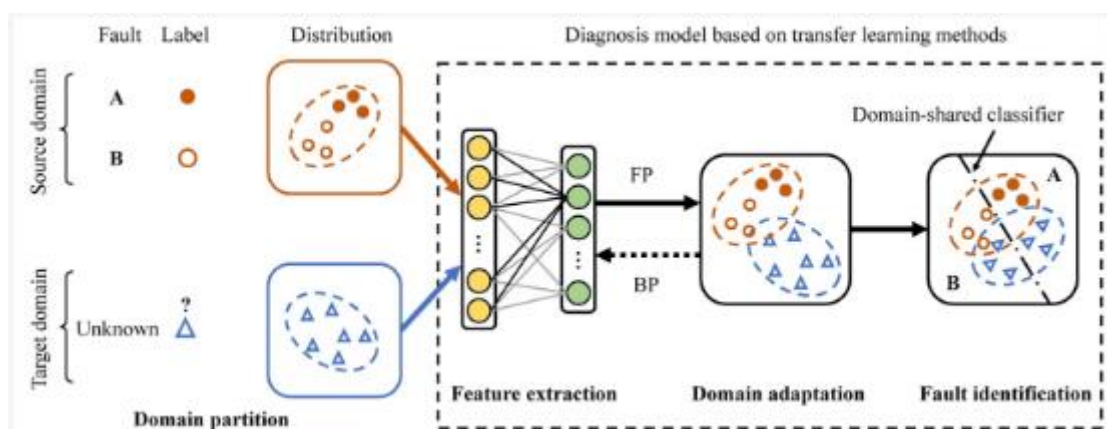 Fault Label Distribution Diagnosis model based on transfer learning methods
Source domain
A
B
Domain-shared classifier
FP
BP
A
B
Target domain
?
Unknown
Feature extraction Domain adaptation Fault identification
Domain partition